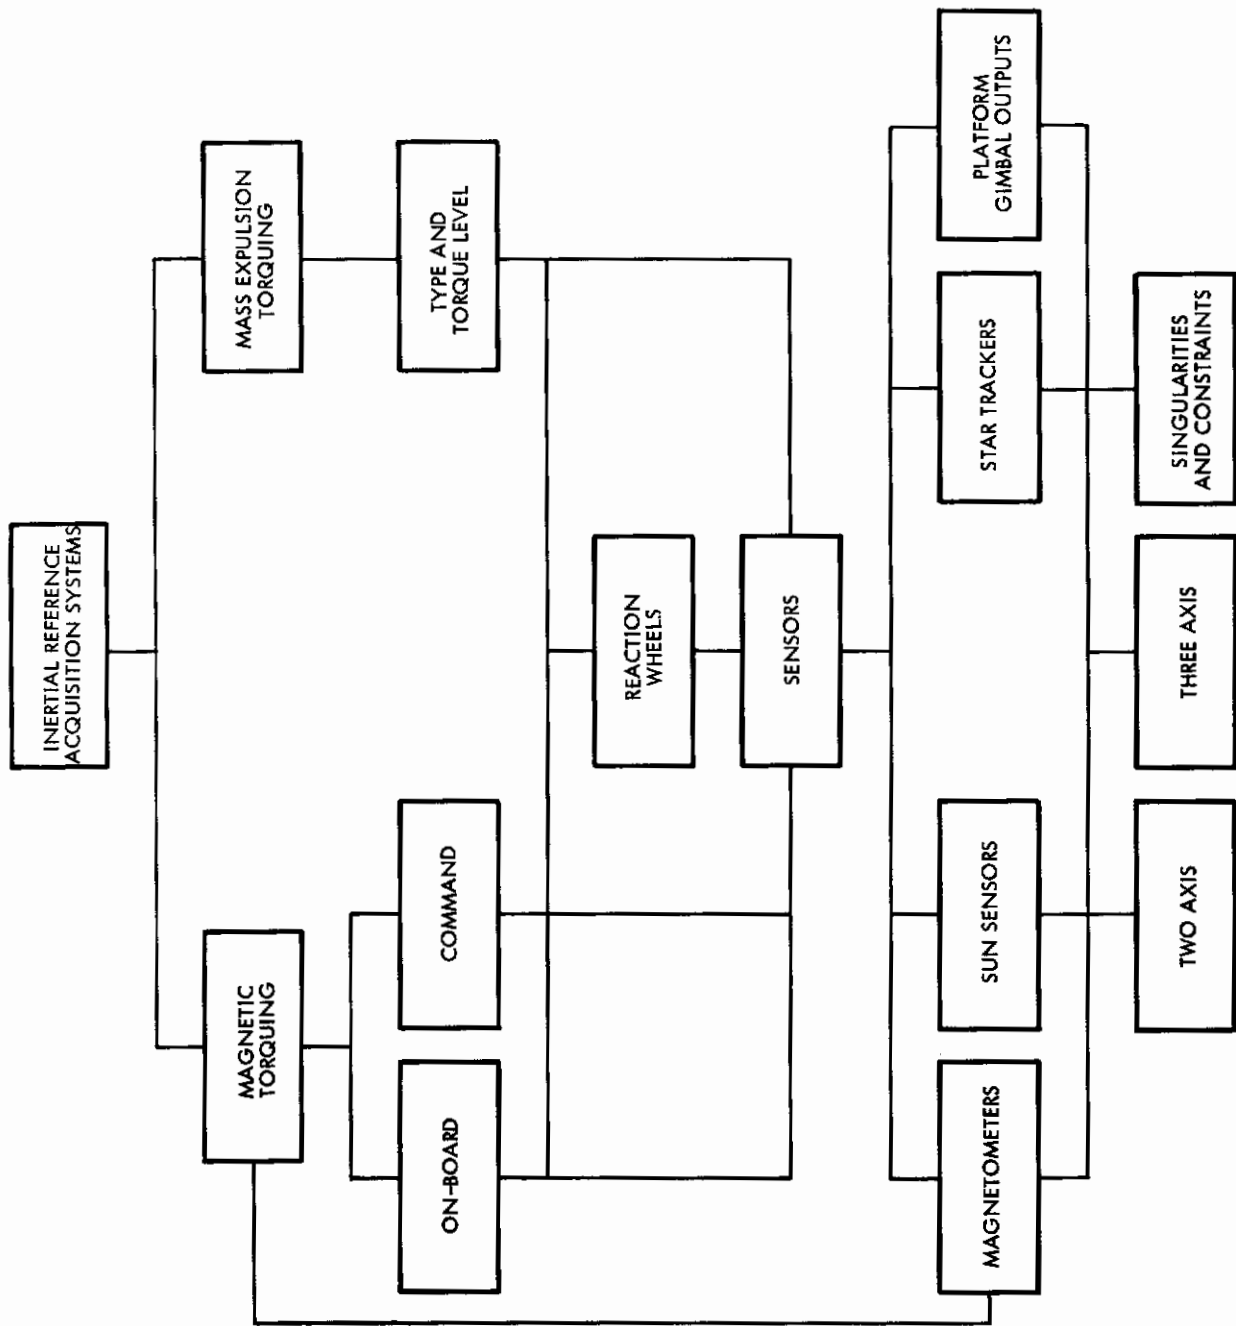 INERTIAL REFERENCE
ACQUISITION SYSTEMS
MAGNETIC
TORQUING
MASS EXPULSION
TORQUING
ON-BOARD
COMMAND
TYPE AND
TORQUE LEVEL
REACTION
WHEELS
SENSORS
MAGNETOMETERS
SUN SENSORS
STAR TRACKERS
PLATFORM
GIMBAL OUTPUTS
TWO AXIS
THREE AXIS
SINGULARITIES
AND CONSTRAINTS